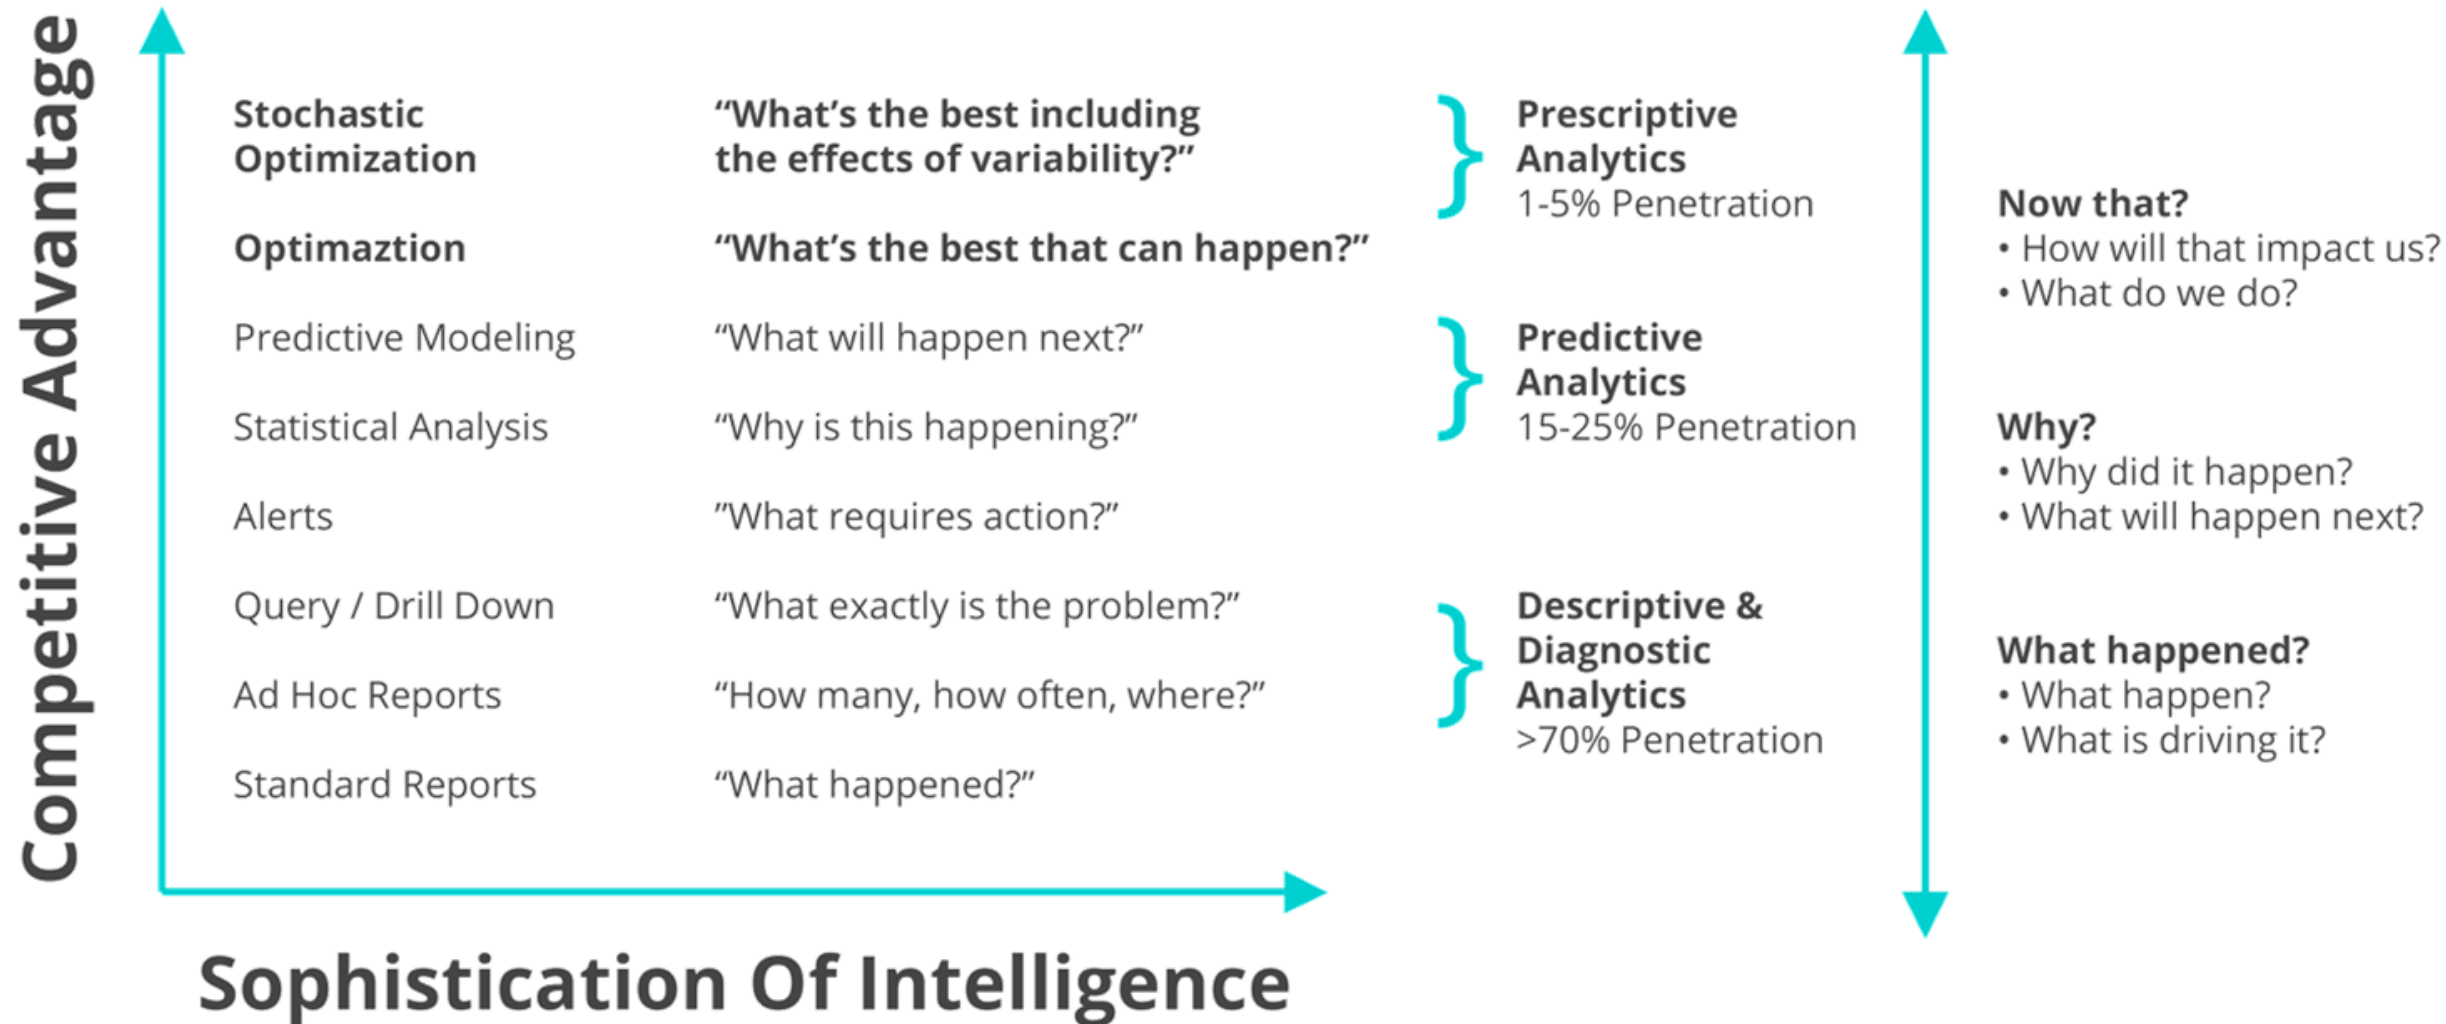 Competitive Advantage
Stochastic
Optimization
“What’s the best including
the effects of variability?”
Optimaztion
“What’s the best that can happen?”
Predictive Modeling
“What will happen next?”
Statistical Analysis
“Why is this happening?”
Alerts
”What requires action?”
Query / Drill Down
“What exactly is the problem?”
Ad Hoc Reports
“How many, how often, where?”
Standard Reports
“What happened?”
Sophistication Of Intelligence
Prescriptive
Analytics
1-5% Penetration
Predictive
Analytics
15-25% Penetration
Descriptive &
Diagnostic
Analytics
>70% Penetration
Now that?
• How will that impact us?
• What do we do?
Why?
• Why did it happen?
• What will happen next?
What happened?
• What happen?
• What is driving it?